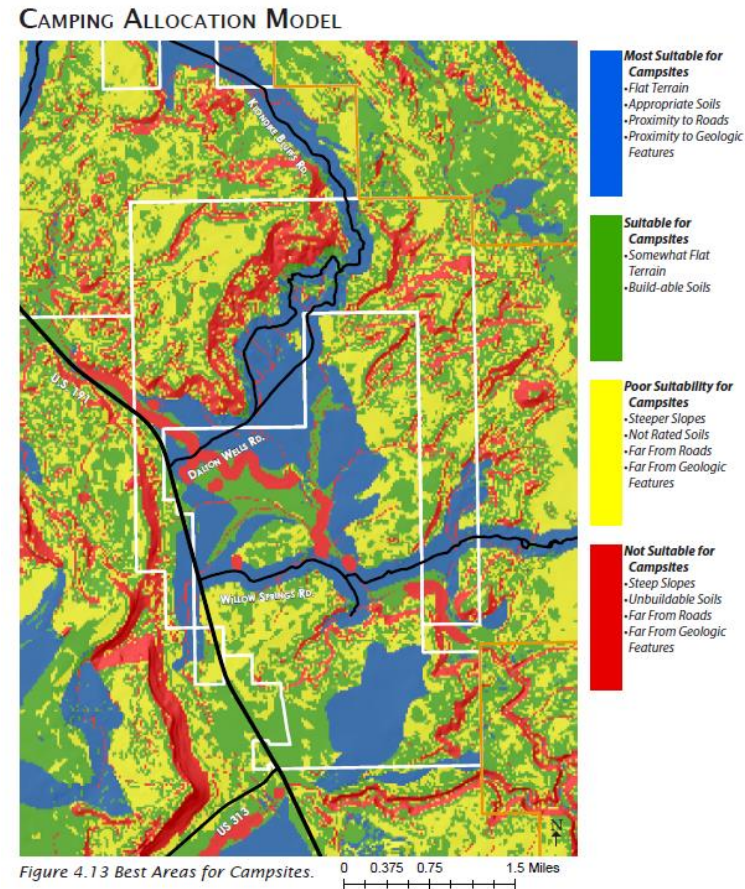 CAMPING ALLOCATION MODEL
KLONDIKE BLUFFS RD.
U.S 191
DALTON WELLS RD.
WILLOW SPRINGS RD.
US 313
N
Most Suitable for
Campsites
•Flat Terrain
•Appropriate Soils
•Proximity to Roads
•Proximity to Geologic
Features
Suitable for
Campsites
•Somewhat Flat
Terrain
•Build-able Soils
Poor Suitability for
Campsites
•Steeper Slopes
•Not Rated Soils
•Far From Roads
•Far From Geologic
Features
Not Suitable for
Campsites
•Steep Slopes
•Unbuildable Soils
•Far From Roads
•Far From Geologic
Features
Figure 4.13 Best Areas for Campsites.
0 0.375 0.75 1.5 Miles